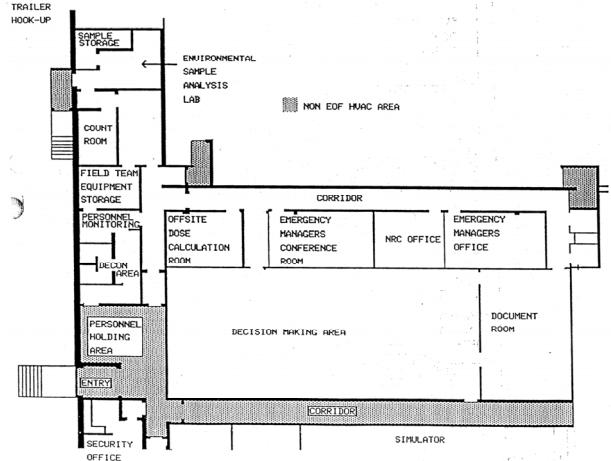 TRAILER
HOOK-UP
SAMPLE
STORAGE
ENVIRONMENTAL
SAMPLE
ANALYSIS
LAB
NON EOF HVAC AREA
COUNT
ROOM
FIELD TEAM
EQUIPMENT
STORAGE
CORRIDOR
PERSONNEL
MONITORING
OFFSITE
DOSE
CALCULATION
ROOM
EMERGENCY
MANAGERS
CONFERENCE
ROOM
NRC OFFICE
EMERGENCY
MANAGERS
OFFICE
DECON
AREA
PERSONNEL
HOLDING
AREA
DECISION MAKING AREA
DOCUMENT
ROOM
ENTRY
CORRIDOR
SECURITY
OFFICE
SIMULATOR